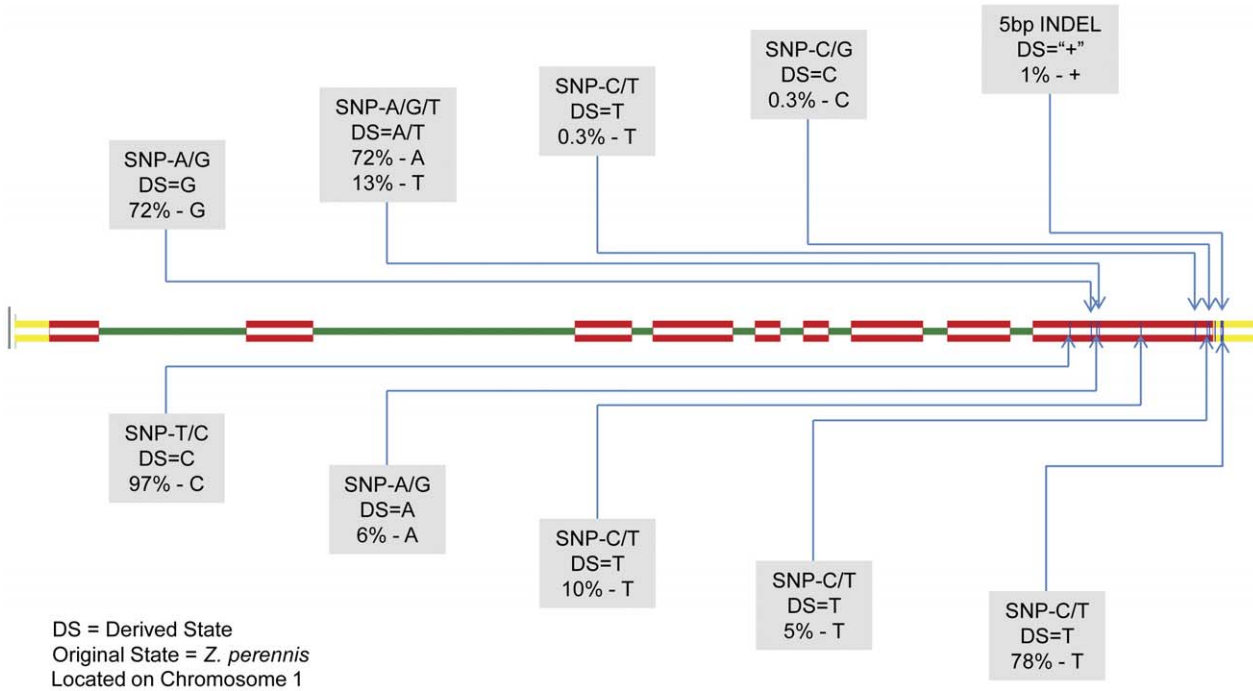 5bp INDEL
DS=“+”
1% - +
SNP-C/G
DS=C
0.3% - C
SNP-C/T
DS=T
0.3% - T
SNP-A/G/T
DS=A/T
72% - A
13% - T
SNP-A/G
DS=G
72% - G
SNP-T/C
DS=C
97% - C
SNP-A/G
DS=A
6% - A
SNP-C/T
DS=T
10% - T
SNP-C/T
DS=T
5% - T
SNP-C/T
DS=T
78% - T
DS = Derived State
Original State = Z. perennis
Located on Chromosome 1